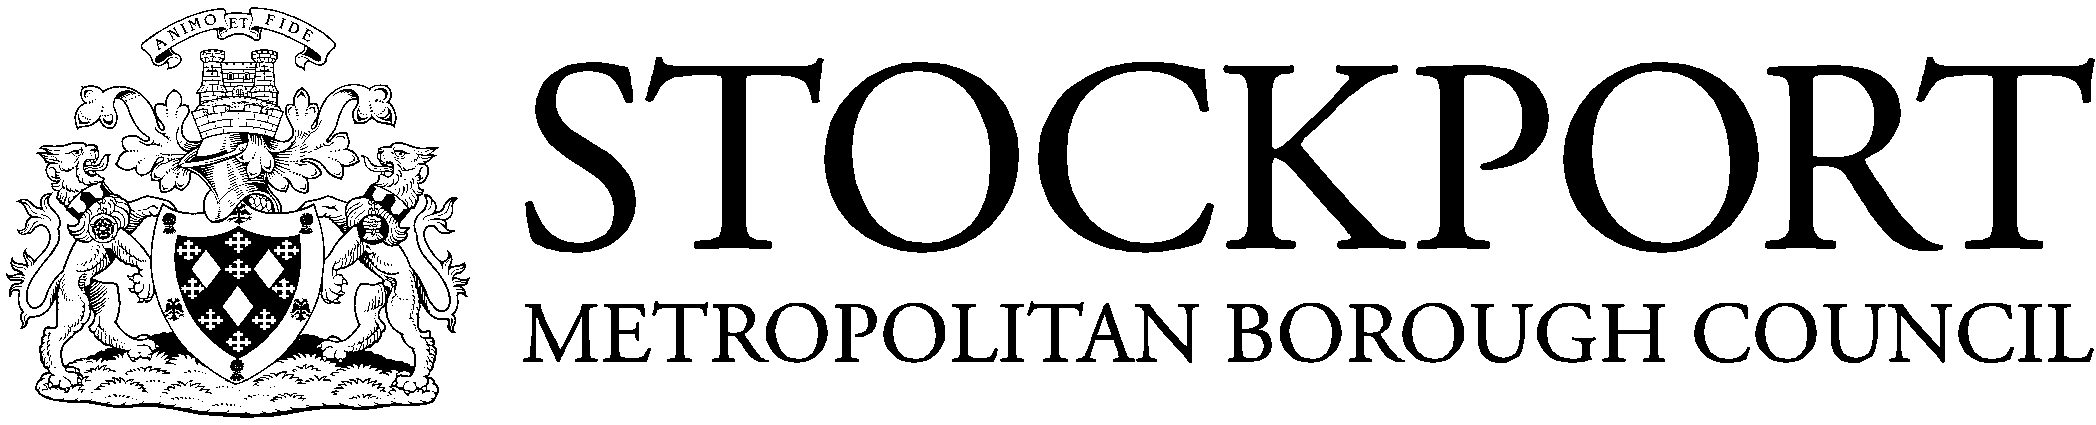 ANIMO ET FIDE
STOCKPORT
METROPOLITAN BOROUGH COUNCIL